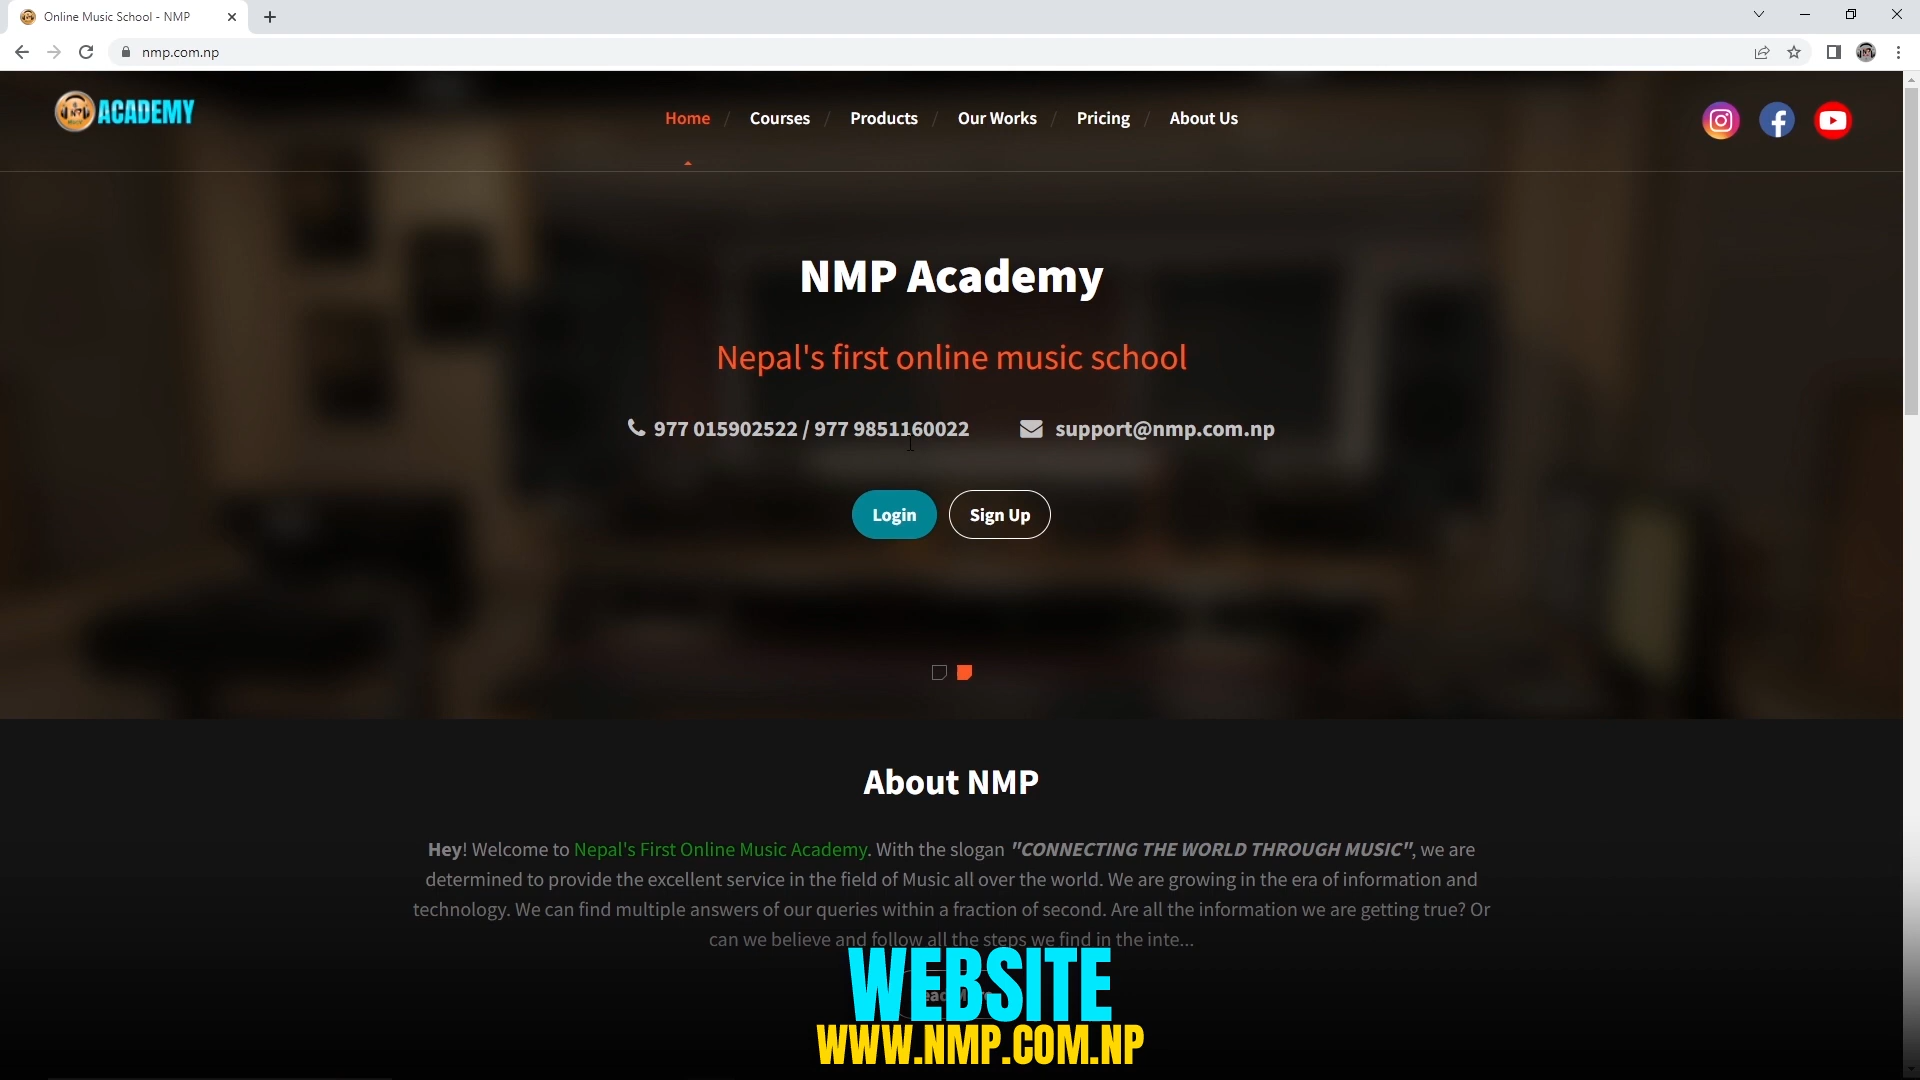 Online Music School - NMP
nmp.com.np
ACADEMY
Home / Courses / Products / Our Works / Pricing / About Us
NMP Academy
Nepal's first online music school
977 015902522 / 977 9851160022 support@nmp.com.np
Login Sign Up
About NMP
Hey! Welcome to Nepal's First Online Music Academy. With the slogan "CONNECTING THE WORLD THROUGH MUSIC", we are
determined to provide the excellent service in the field of Music all over the world. We are growing in the era of information and
technology. We can find multiple answers of our queries within a fraction of second. Are all the information we are getting true? Or
can we believe and follow all the steps we find in the inte...
WEBSITE
WWW.NMP.COM.NP